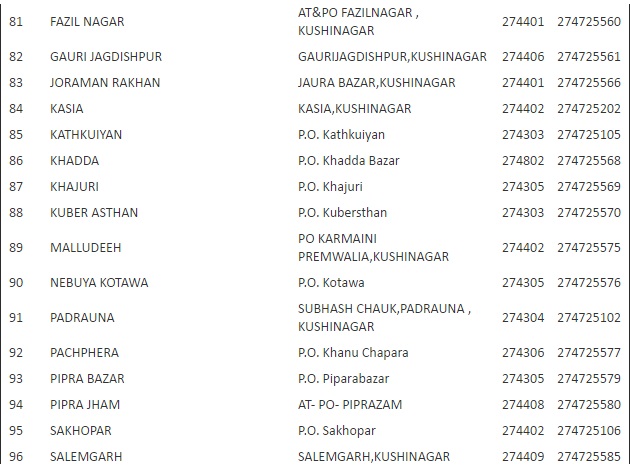 81 FAZIL NAGAR AT&PO FAZILNAGAR , 274401 274725560
KUSHINAGAR
82 GAURI JAGDISHPUR GAURIJAGDISHPUR,KUSHINAGAR 274406 274725561
83 JORAMAN RAKHAN JAURA BAZAR,KUSHINAGAR 274401 274725566
84 KASIA KASIA,KUSHINAGAR 274402 274725202
85 KATHKUIYAN P.O. Kathkuiyan 274303 274725105
86 KHADDA P.O. Khadda Bazar 274802 274725568
87 KHAJURI P.O. Khajuri 274305 274725569
88 KUBER ASTHAN P.O. Kubersthan 274303 274725570
89 MALLUDEEH PO KARMAINI 274402 274725575
PREMWALIA,KUSHINAGAR
90 NEBUYA KOTAWA P.O. Kotawa 274305 274725576
91 PADRAUNA SUBHASH CHAUK,PADRAUNA , 274304 274725102
KUSHINAGAR
92 PACHPHERA P.O. Khanu Chapara 274306 274725577
93 PIPRA BAZAR P.O. Piparabazar 274305 274725579
94 PIPRA JHAM AT- PO- PIPRAZAM 274408 274725580
95 SAKHOPAR P.O. Sakhopar 274402 274725106
96 SALEMGARH SALEMGARH,KUSHINAGAR 274409 274725585